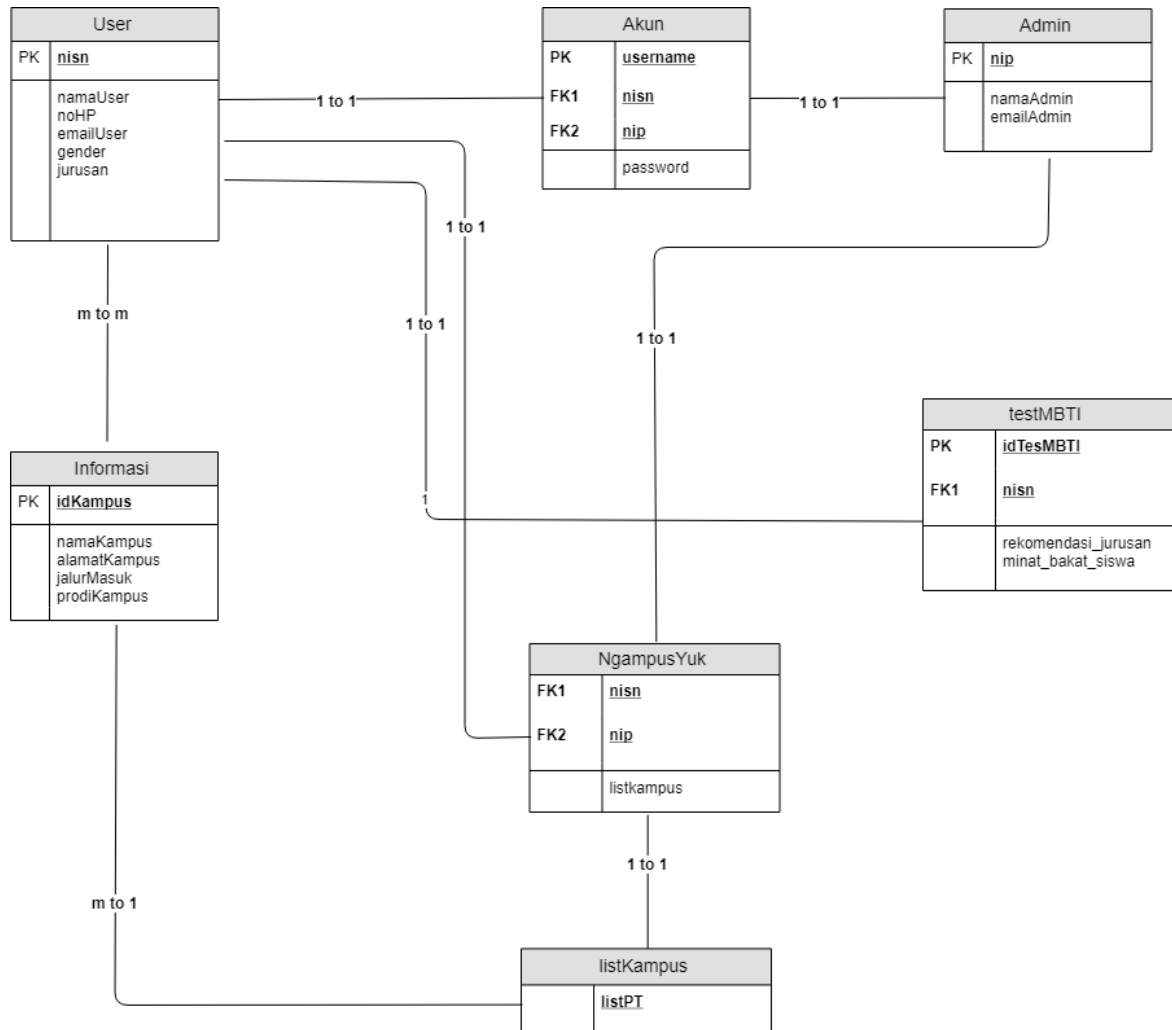 User
PK nisn
namaUser
noHP
emailUser
gender
jurusan
Akun
PK username
FK1 nisn
FK2 nip
password
Admin
PK nip
namaAdmin
emailAdmin
1 to 1
1 to 1
1 to 1
m to m
1 to 1
1 to 1
testMBTI
PK idTesMBTI
FK1 nisn
rekomendasi_jurusan
minat_bakat_siswa
Informasi
PK idKampus
namaKampus
alamatKampus
jalurMasuk
prodiKampus
1
NgampusYuk
FK1 nisn
FK2 nip
listkampus
1 to 1
m to 1
listKampus
listPT